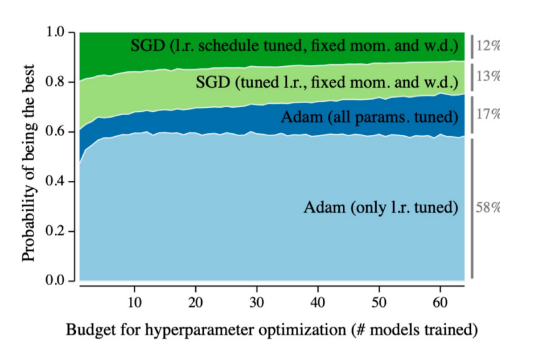 1.0
0.8
0.6
0.4
0.2
0.0
Probability of being the best
SGD (l.r. schedule tuned, fixed mom. and w.d.)
12%
SGD (tuned l.r., fixed mom. and w.d.)
13%
Adam (all params. tuned)
17%
Adam (only l.r. tuned)
58%
10 20 30 40 50 60
Budget for hyperparameter optimization (# models trained)